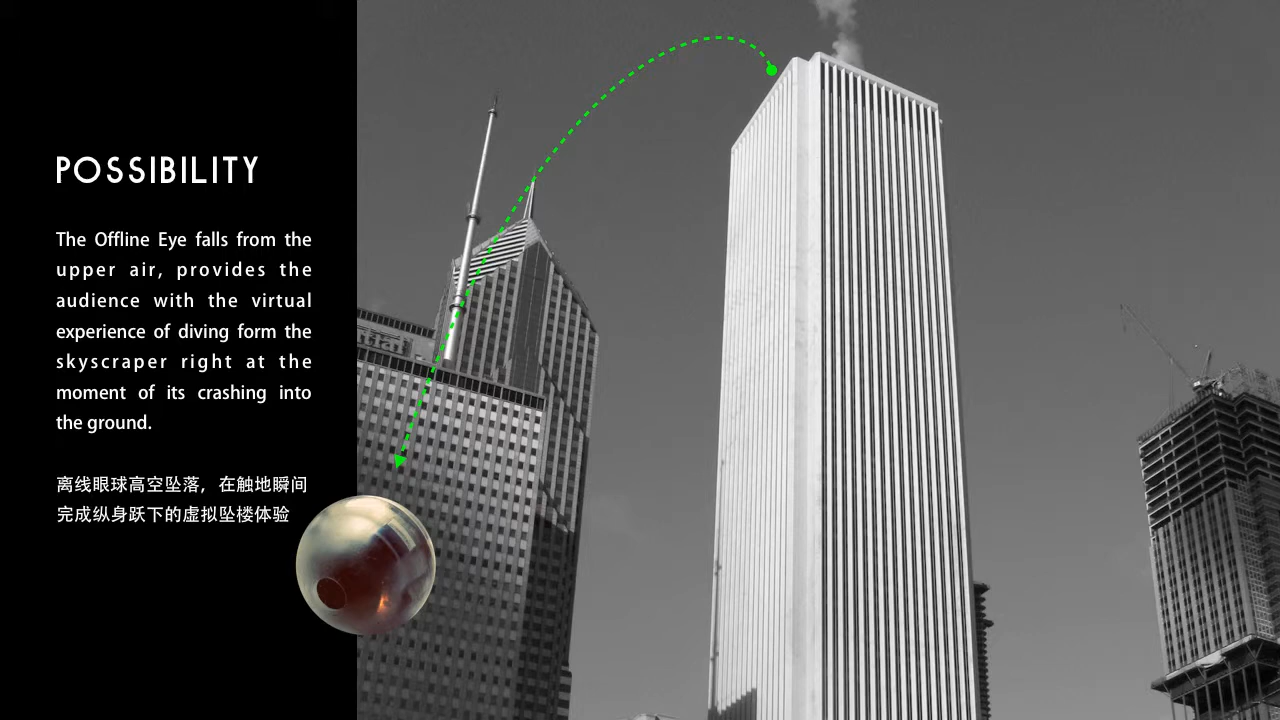 POSSIBILITY
The Offline Eye falls from the
upper air, provides the
audience with the virtual
experience of diving form the
skyscraper right at the
moment of its crashing into
the ground.
离线眼球高空坠落，在触地瞬间
完成纵身跃下的虚拟坠楼体验